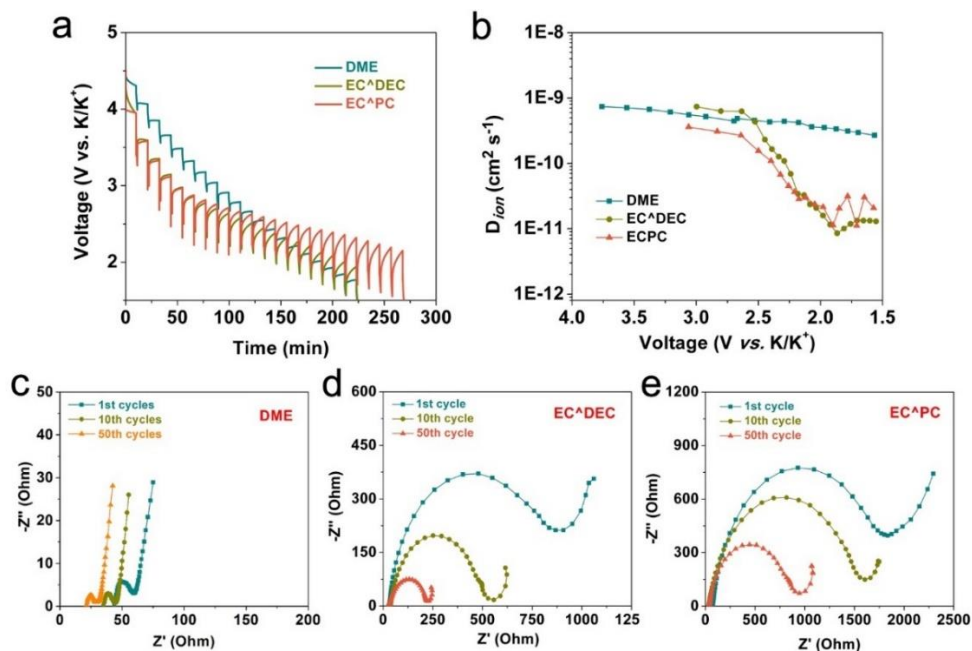 a
5
4
3
2
Voltage (V vs. K/K⁺)
DME
EC^DEC
EC^PC
0 50 100 150 200 250 300
Time (min)
b
1E-8
1E-9
1E-10
1E-11
1E-12
D_ion (cm² s⁻¹)
DME
EC^DEC
ECPC
4.0 3.5 3.0 2.5 2.0 1.5
Voltage (V vs. K/K⁺)
c
50
40
30
20
10
0
-Z'' (Ohm)
1st cycles
10th cycles
50th cycles
DME
0 50 100 150 200
Z' (Ohm)
d
600
450
300
150
0
-Z'' (Ohm)
1st cycle
10th cycle
50th cycle
EC^DEC
0 250 500 750 1000 125
Z' (Ohm)
e
1200
900
600
300
0
-Z'' (Ohm)
1st cycle
10th cycle
50th cycle
EC^PC
0 500 1000 1500 2000 2500
Z' (Ohm)